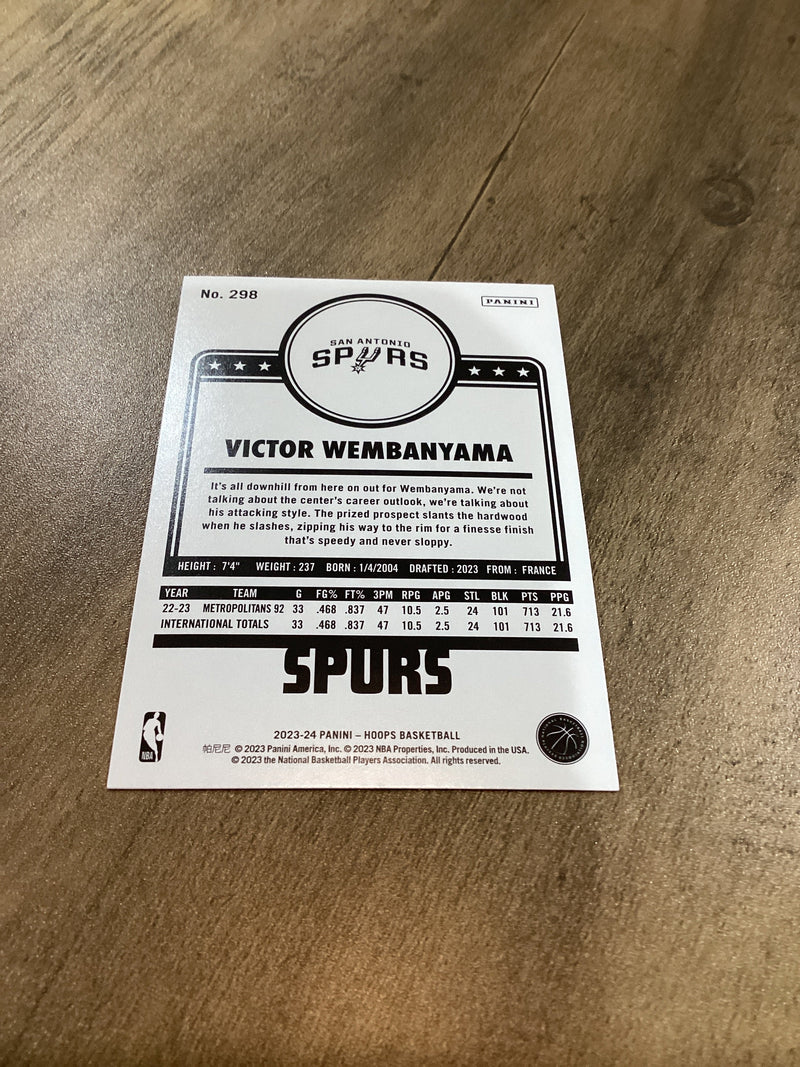 No. 298
PANINI
SAN ANTONIO
SPURS
VICTOR WEMBANYAMA
It's all downhill from here on out for Wembanyama. We're not
talking about the center's career outlook, we're talking about
his attacking style. The prized prospect slants the hardwood
when he slashes, zipping his way to the rim for a finesse finish
that's speedy and never sloppy.
HEIGHT : 7'4" WEIGHT : 237 BORN : 1/4/2004 DRAFTED : 2023 FROM : FRANCE
YEAR TEAM G FG% FT% 3PM RPG APG STL BLK PTS PPG
22-23 METROPOLITANS 92 33 .468 .837 47 10.5 2.5 24 101 713 21.6
INTERNATIONAL TOTALS 33 .468 .837 47 10.5 2.5 24 101 713 21.6
SPURS
2023-24 PANINI – HOOPS BASKETBALL
帕尼尼 © 2023 Panini America, Inc. © 2023 NBA Properties, Inc. Produced in the USA.
© 2023 the National Basketball Players Association. All rights reserved.
NBA
NATIONAL BASKETBALL PLAYERS ASSOCIATION